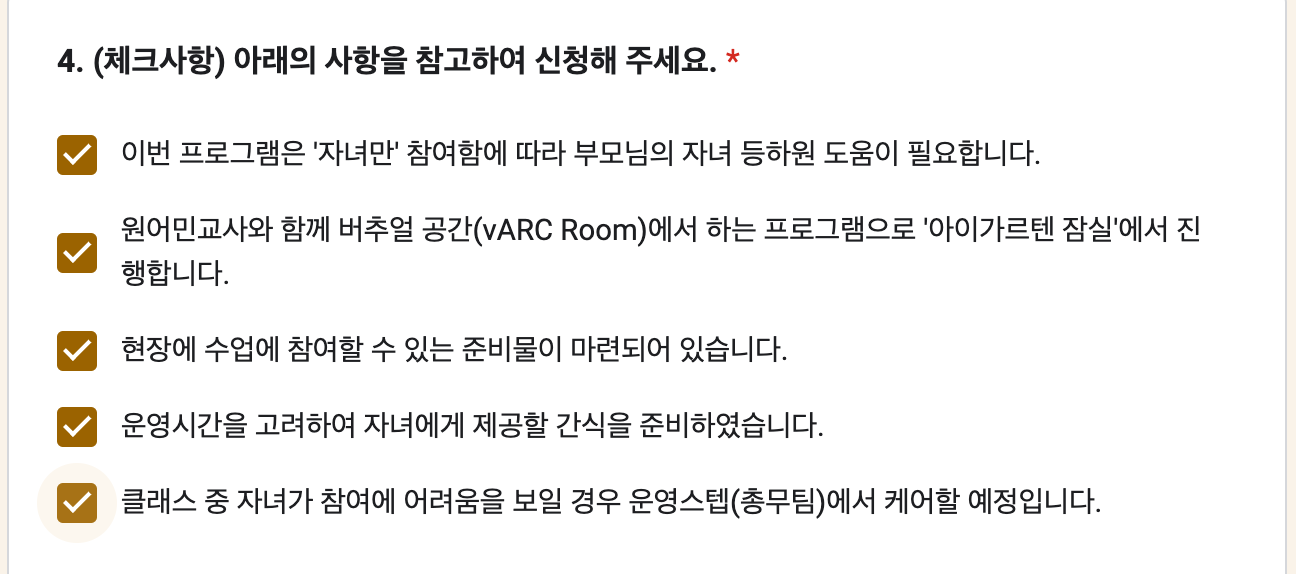 4. (체크사항) 아래의 사항을 참고하여 신청해 주세요. *
이번 프로그램은 '자녀만' 참여함에 따라 부모님의 자녀 등하원 도움이 필요합니다.
원어민교사와 함께 버추얼 공간(vARC Room)에서 하는 프로그램으로 '아이가르텐 잠실'에서 진
행합니다.
현장에 수업에 참여할 수 있는 준비물이 마련되어 있습니다.
운영시간을 고려하여 자녀에게 제공할 간식을 준비하였습니다.
클래스 중 자녀가 참여에 어려움을 보일 경우 운영스텝(총무팀)에서 케어할 예정입니다.